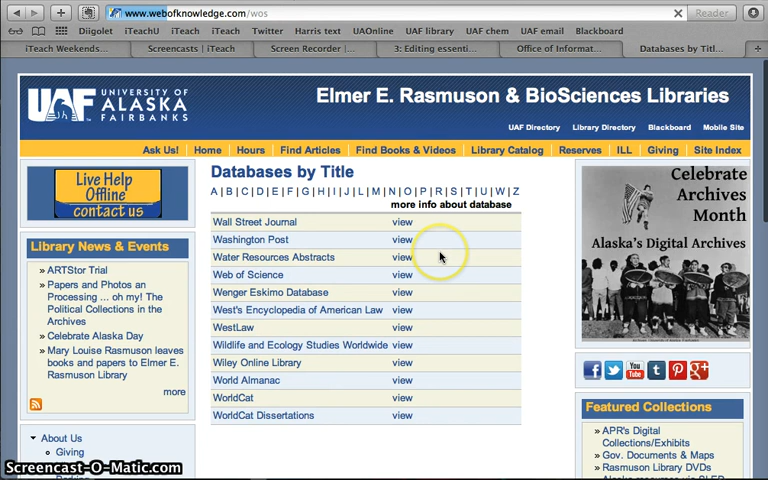 www.webofknowledge.com/wos
Reader
Diigolet iTeachU iTeach iTeach Twitter Harris text UAOnline UAF library UAF chem UAF email Blackboard
iTeach Weekends... Screencasts | iTeach Screen Recorder |... 3: Editing essenti... Office of Informat... Databases by Titl...
UAF UNIVERSITY OF
ALASKA
FAIRBANKS
Elmer E. Rasmuson & BioSciences Libraries
UAF Directory Library Directory Blackboard Mobile Site
Ask Us! Home Hours Find Articles Find Books & Videos Library Catalog Reserves ILL Giving Site Index
Live Help
Offline
contact us
Library News & Events
» ARTStor Trial
» Papers and Photos an
Processing ... oh my! The
Political Collections in the
Archives
» Celebrate Alaska Day
» Mary Louise Rasmuson leaves
books and papers to Elmer E.
Rasmuson Library
more
About Us
Giving
Databases by Title
A | B | C | D | E | F | G | H | I | J | L | M | N | O | P | R | S | T | U | W | Z
more info about database
Wall Street Journal view
Washington Post view
Water Resources Abstracts view
Web of Science view
Wenger Eskimo Database view
West's Encyclopedia of American Law view
WestLaw view
Wildlife and Ecology Studies Worldwide view
Wiley Online Library view
World Almanac view
WorldCat view
WorldCat Dissertations view
Celebrate
Archives
Month
Alaska's Digital Archives
You
Tube
Featured Collections
» APR's Digital
Collections/Exhibits
» Gov. Documents & Maps
» Rasmuson Library DVDs
Screencast-O-Matic.com